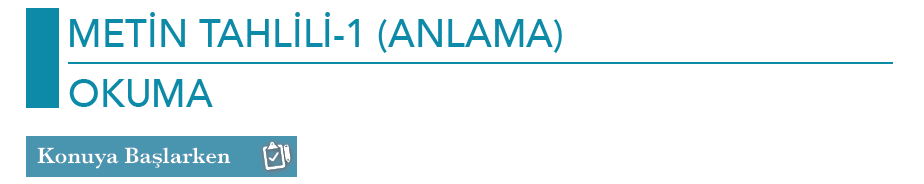 METİN TAHLİLİ-1 (ANLAMA)
OKUMA
Konuya Başlarken